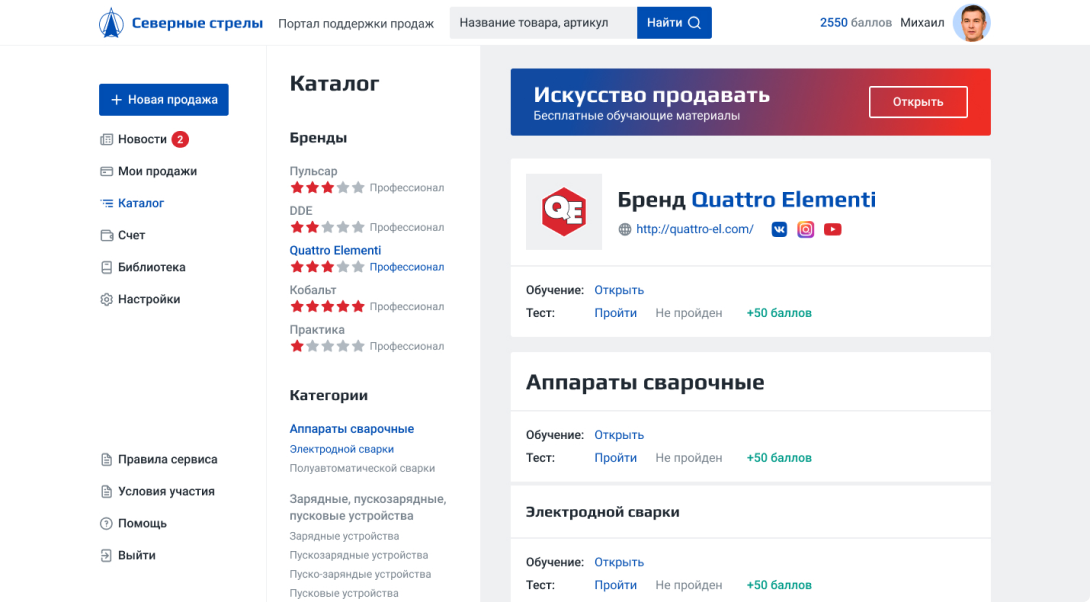 Северные стрелы Портал поддержки продаж Название товара, артикул Найти 2550 баллов Михаил
+ Новая продажа
Новости 2
Мои продажи
Каталог
Счет
Библиотека
Настройки
Правила сервиса
Условия участия
Помощь
Выйти
Каталог
Бренды
Пульсар
Профессионал
DDE
Профессионал
Quattro Elementi
Профессионал
Кобальт
Профессионал
Практика
Профессионал
Категории
Аппараты сварочные
Электродной сварки
Полуавтоматической сварки
Зарядные, пускозарядные,
пусковые устройства
Зарядные устройства
Пускозарядные устройства
Пуско-заряндые устройства
Пусковые устройства
Искусство продавать
Бесплатные обучающие материалы
Открыть
QE
Бренд Quattro Elementi
http://quattro-el.com/
Обучение: Открыть
Тест: Пройти Не пройден +50 баллов
Аппараты сварочные
Обучение: Открыть
Тест: Пройти Не пройден +50 баллов
Электродной сварки
Обучение: Открыть
Тест: Пройти Не пройден +50 баллов